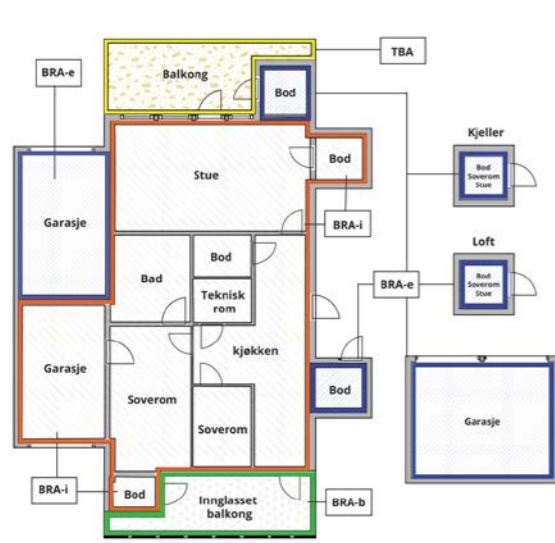 TBA
Balkong
BRA-e
Bod
Kjeller
Bod
Bod
Soverom
Stue
Stue
Garasje
BRA-i
Loft
Bod
Bad
Bod
Soverom
Stue
BRA-e
Teknisk
rom
kjøkken
Garasje
Bod
Soverom
Garasje
Soverom
BRA-i
Bod
Innglasset
balkong
BRA-b